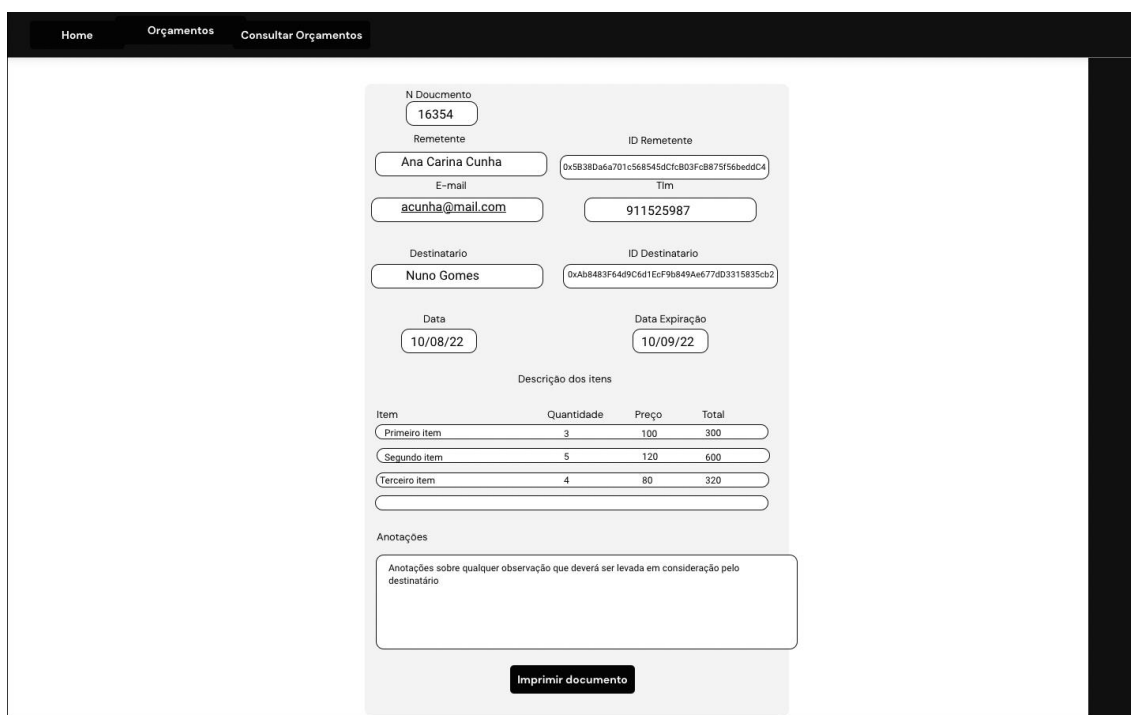 Home Orçamentos Consultar Orçamentos
N Doucmento
16354
Remetente ID Remetente
Ana Carina Cunha 0x5B38Da6a701c568545dCfcB03FcB875f56beddC4
E-mail Tlm
acunha@mail.com 911525987
Destinatario ID Destinatario
Nuno Gomes 0xAb8483F64d9C6d1EcF9b849Ae677dD3315835cb2
Data Data Expiração
10/08/22 10/09/22
Descrição dos itens
Item Quantidade Preço Total
Primeiro item 3 100 300
Segundo item 5 120 600
Terceiro item 4 80 320
Anotações
Anotações sobre qualquer observação que deverá ser levada em consideração pelo
destinatário
Imprimir documento